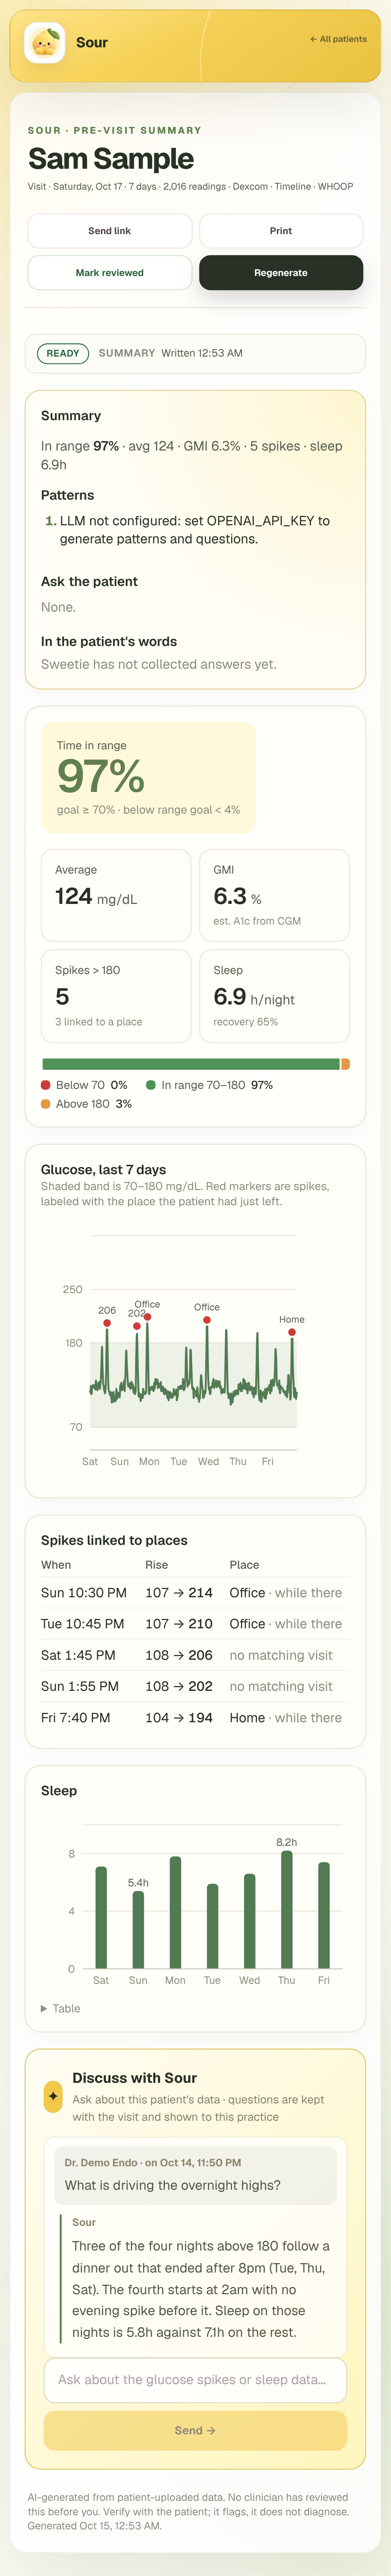 Sour
← All patients
SOUR · PRE-VISIT SUMMARY
Sam Sample
Visit · Saturday, Oct 17 · 7 days · 2,016 readings · Dexcom · Timeline · WHOOP
Send link
Print
Mark reviewed
Regenerate
READY SUMMARY Written 12:53 AM
Summary
In range 97% · avg 124 · GMI 6.3% · 5 spikes · sleep
6.9h
Patterns
1. LLM not configured: set OPENAI_API_KEY to
generate patterns and questions.
Ask the patient
None.
In the patient's words
Sweetie has not collected answers yet.
Time in range
97%
goal ≥ 70% · below range goal < 4%
Average
124 mg/dL
GMI
6.3 %
est. A1c from CGM
Spikes > 180
5
3 linked to a place
Sleep
6.9 h/night
recovery 65%
Below 70 0% In range 70–180 97%
Above 180 3%
Glucose, last 7 days
Shaded band is 70–180 mg/dL. Red markers are spikes,
labeled with the place the patient had just left.
250
180
70
206
202
Office
Office
Home
Sat Sun Mon Tue Wed Thu Fri
Spikes linked to places
When Rise Place
Sun 10:30 PM 107 → 214 Office · while there
Tue 10:45 PM 107 → 210 Office · while there
Sat 1:45 PM 108 → 206 no matching visit
Sun 1:55 PM 108 → 202 no matching visit
Fri 7:40 PM 104 → 194 Home · while there
Sleep
8
4
0
5.4h
8.2h
Sat Sun Mon Tue Wed Thu Fri
▶ Table
Discuss with Sour
Ask about this patient's data · questions are kept
with the visit and shown to this practice
Dr. Demo Endo · on Oct 14, 11:50 PM
What is driving the overnight highs?
Sour
Three of the four nights above 180 follow a
dinner out that ended after 8pm (Tue, Thu,
Sat). The fourth starts at 2am with no
evening spike before it. Sleep on those
nights is 5.8h against 7.1h on the rest.
Ask about the glucose spikes or sleep data…
Send →
AI-generated from patient-uploaded data. No clinician has reviewed
this before you. Verify with the patient; it flags, it does not diagnose.
Generated Oct 15, 12:53 AM.